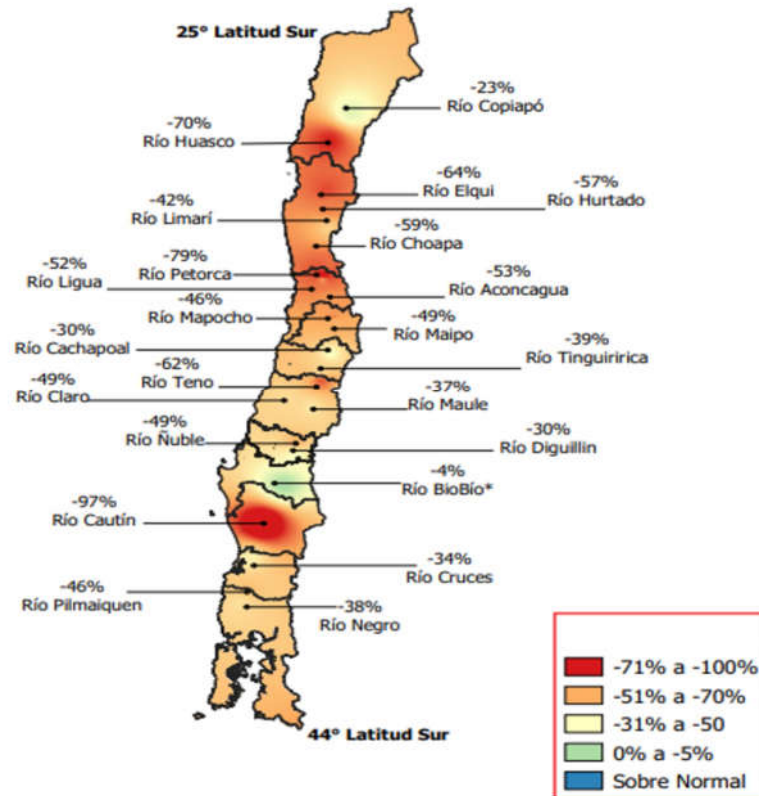 25° Latitud Sur
-23%
Río Copiapó
-70%
Río Huasco
-64%
Río Elqui
-57%
Río Hurtado
-42%
Río Limarí
-59%
Río Choapa
-79%
Río Petorca
-52%
Río Ligua
-53%
Río Aconcagua
-46%
Río Mapocho
-49%
Río Maipo
-30%
Río Cachapoal
-39%
Río Tinguiririca
-62%
Río Teno
-49%
Río Claro
-37%
Río Maule
-49%
Río Ñuble
-30%
Río Diguillin
-4%
Río BioBío*
-97%
Río Cautín
-34%
Río Cruces
-46%
Río Pilmaiquen
-38%
Río Negro
44° Latitud Sur
-71% a -100%
-51% a -70%
-31% a -50
0% a -5%
Sobre Normal